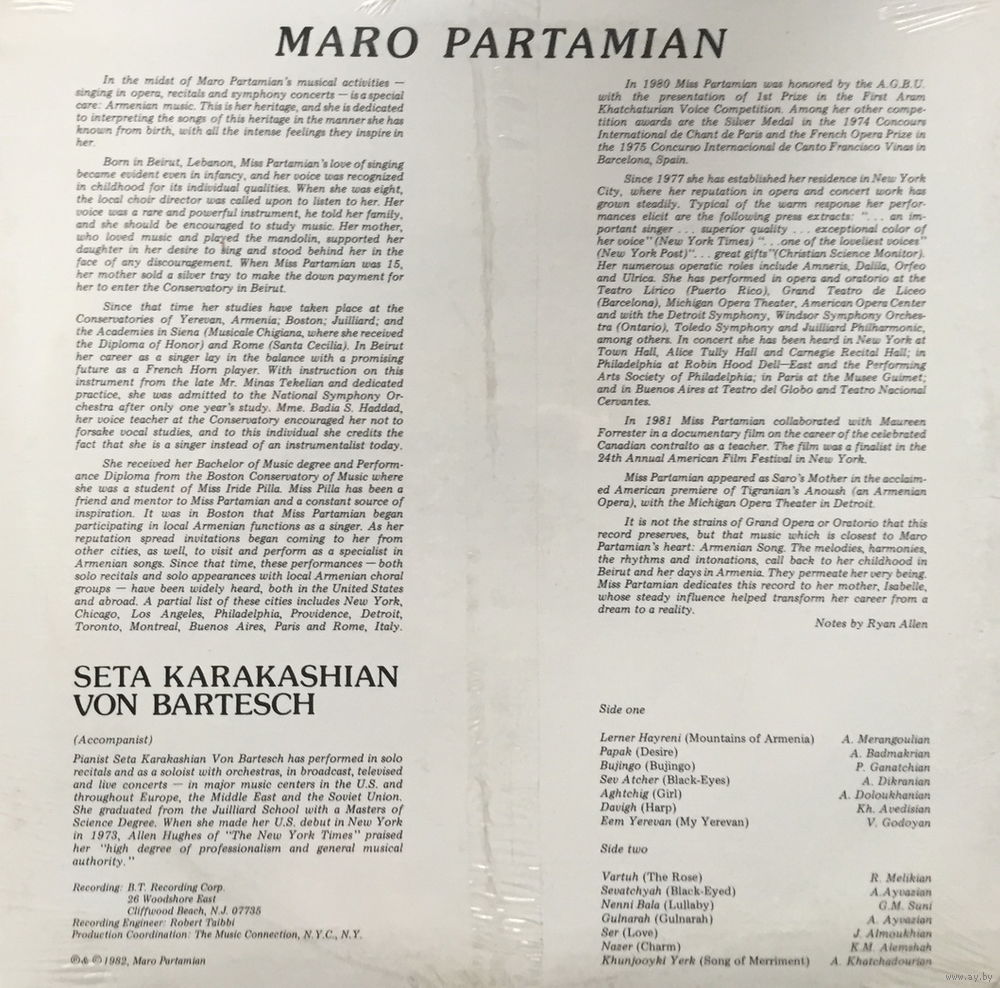 MARO PARTAMIAN
In the midst of Maro Partamian's musical activities —
singing in opera, recitals and symphony concerts — is a special
care: Armenian music. This is her heritage, and she is dedicated
to interpreting the songs of this heritage in the manner she has
known from birth, with all the intense feelings they inspire in
her.
Born in Beirut, Lebanon, Miss Partamian's love of singing
became evident even in infancy, and her voice was recognized
in childhood for its individual qualities. When she was eight,
the local choir director was called upon to listen to her. Her
voice was a rare and powerful instrument, he told her family,
and she should be encouraged to study music. Her mother,
who loved music and played the mandolin, supported her
daughter in her desire to sing and stood behind her in the
face of any discouragement. When Miss Partamian was 15,
her mother sold a silver tray to make the down payment for
her to enter the Conservatory in Beirut.
Since that time her studies have taken place at the
Conservatories of Yerevan, Armenia; Boston; Juilliard; and
the Academies in Siena (Musicale Chigiana, where she received
the Diploma of Honor) and Rome (Santa Cecilia). In Beirut
her career as a singer lay in the balance with a promising
future as a French Horn player. With instruction on this
instrument from the late Mr. Minas Tekelian and dedicated
practice, she was admitted to the National Symphony Or-
chestra after only one year's study. Mme. Badia S. Haddad,
her voice teacher at the Conservatory encouraged her not to
forsake vocal studies, and to this individual she credits the
fact that she is a singer instead of an instrumentalist today.
She received her Bachelor of Music degree and Perform-
ance Diploma from the Boston Conservatory of Music where
she was a student of Miss Iride Pilla. Miss Pilla has been a
friend and mentor to Miss Partamian and a constant source of
inspiration. It was in Boston that Miss Partamian began
participating in local Armenian functions as a singer. As her
reputation spread invitations began coming to her from
other cities, as well, to visit and perform as a specialist in
Armenian songs. Since that time, these performances — both
solo recitals and solo appearances with local Armenian choral
groups — have been widely heard, both in the United States
and abroad. A partial list of these cities includes New York,
Chicago, Los Angeles, Philadelphia, Providence, Detroit,
Toronto, Montreal, Buenos Aires, Paris and Rome, Italy.
SETA KARAKASHIAN
VON BARTESCH
(Accompanist)
Pianist Seta Karakashian Von Bartesch has performed in solo
recitals and as a soloist with orchestras, in broadcast, televised
and live concerts — in major music centers in the U.S. and
throughout Europe, the Middle East and the Soviet Union.
She graduated from the Juilliard School with a Masters of
Science Degree. When she made her U.S. debut in New York
in 1973, Allen Hughes of "The New York Times" praised
her "high degree of professionalism and general musical
authority."
Recording: B.T. Recording Corp.
26 Woodshore East
Cliffwood Beach, N.J. 07735
Recording Engineer: Robert Taibbi
Production Coordination: The Music Connection, N.Y.C., N.Y.
℗ & © 1982, Maro Partamian
In 1980 Miss Partamian was honored by the A.G.B.U.
with the presentation of 1st Prize in the First Aram
Khatchaturian Voice Competition. Among her other compe-
tition awards are the Silver Medal in the 1974 Concours
International de Chant de Paris and the French Opera Prize in
the 1975 Concurso Internacional de Canto Francisco Vinas in
Barcelona, Spain.
Since 1977 she has established her residence in New York
City, where her reputation in opera and concert work has
grown steadily. Typical of the warm response her perfor-
mances elicit are the following press extracts: ". . . an im-
portant singer . . . superior quality . . . exceptional color of
her voice" (New York Times) ". . .one of the loveliest voices"
(New York Post)". . . great gifts"(Christian Science Monitor).
Her numerous operatic roles include Amneris, Dalila, Orfeo
and Ulrica. She has performed in opera and oratorio at the
Teatro Lirico (Puerto Rico), Grand Teatro de Liceo
(Barcelona), Michigan Opera Theater, American Opera Center
and with the Detroit Symphony, Windsor Symphony Orches-
tra (Ontario), Toledo Symphony and Juilliard Philharmonic,
among others. In concert she has been heard in New York at
Town Hall, Alice Tully Hall and Carnegie Recital Hall; in
Philadelphia at Robin Hood Dell—East and the Performing
Arts Society of Philadelphia; in Paris at the Musee Guimet;
and in Buenos Aires at Teatro del Globo and Teatro Nacional
Cervantes.
In 1981 Miss Partamian collaborated with Maureen
Forrester in a documentary film on the career of the celebrated
Canadian contralto as a teacher. The film was a finalist in the
24th Annual American Film Festival in New York.
Miss Partamian appeared as Saro's Mother in the acclaim-
ed American premiere of Tigranian's Anoush (an Armenian
Opera), with the Michigan Opera Theater in Detroit.
It is not the strains of Grand Opera or Oratorio that this
record preserves, but that music which is closest to Maro
Partamian's heart: Armenian Song. The melodies, harmonies,
the rhythms and intonations, call back to her childhood in
Beirut and her days in Armenia. They permeate her very being.
Miss Partamian dedicates this record to her mother, Isabelle,
whose steady influence helped transform her career from a
dream to a reality.
Notes by Ryan Allen
Side one
Lerner Hayreni (Mountains of Armenia) A. Merangoulian
Papak (Desire) A. Badmakrian
Bujingo (Bujingo) P. Ganatchian
Sev Atcher (Black-Eyes) A. Dikranian
Aghtchig (Girl) A. Doloukhanian
Davigh (Harp) Kh. Avedisian
Eem Yerevan (My Yerevan) V. Godoyan
Side two
Vartuh (The Rose) R. Melikian
Sevatchyah (Black-Eyed) A. Ayvazian
Nenni Bala (Lullaby) G.M. Suni
Gulnarah (Gulnarah) A. Ayvazian
Ser (Love) J. Almoukhian
Nazer (Charm) K.M. Alemshah
Khunjooyki Yerk (Song of Merriment) A. Khatchadourian
www.ay.by